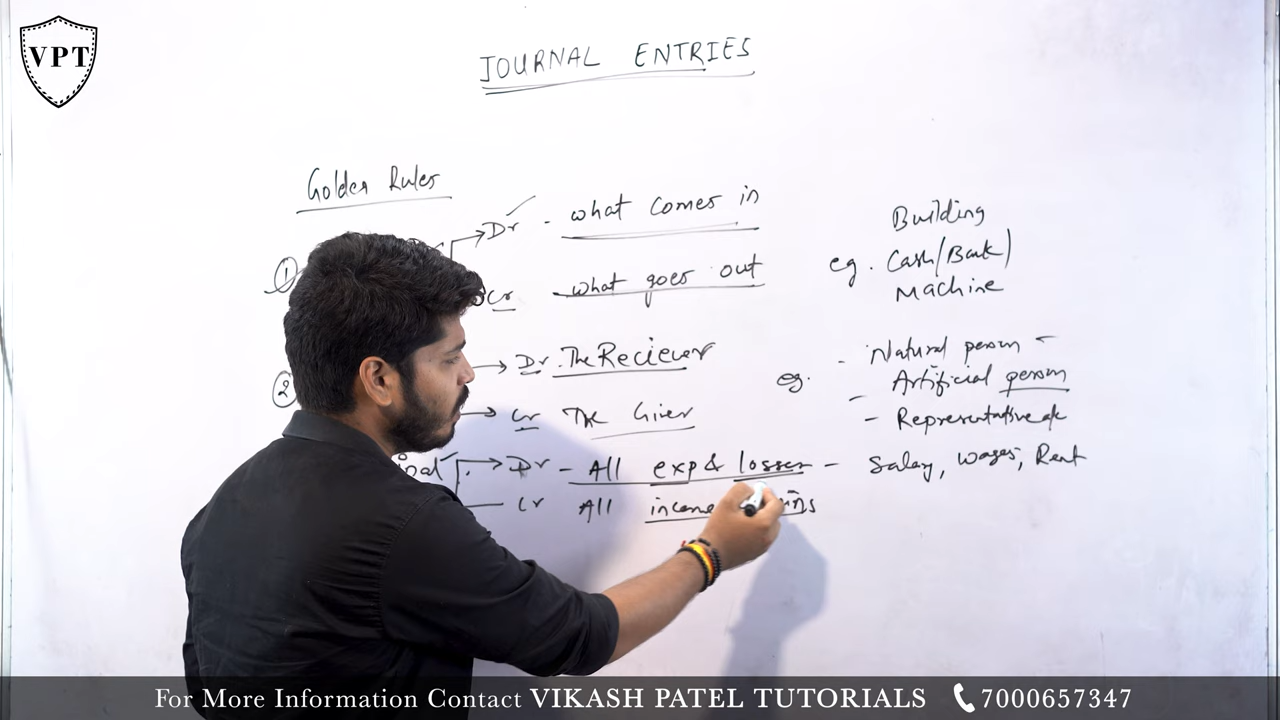 VPT
JOURNAL ENTRIES
Golden Rules
① Dr - what comes in
Cr what goes out
Building
eg. Cash/Bank/
Machine
② Dr. The Reciever
Cr The Giver
eg. - Natural person -
- Artificial person
- Representative
Dr - All exp & losses - Salary, wages, Rent
Cr All
For More Information Contact VIKASH PATEL TUTORIALS 7000657347